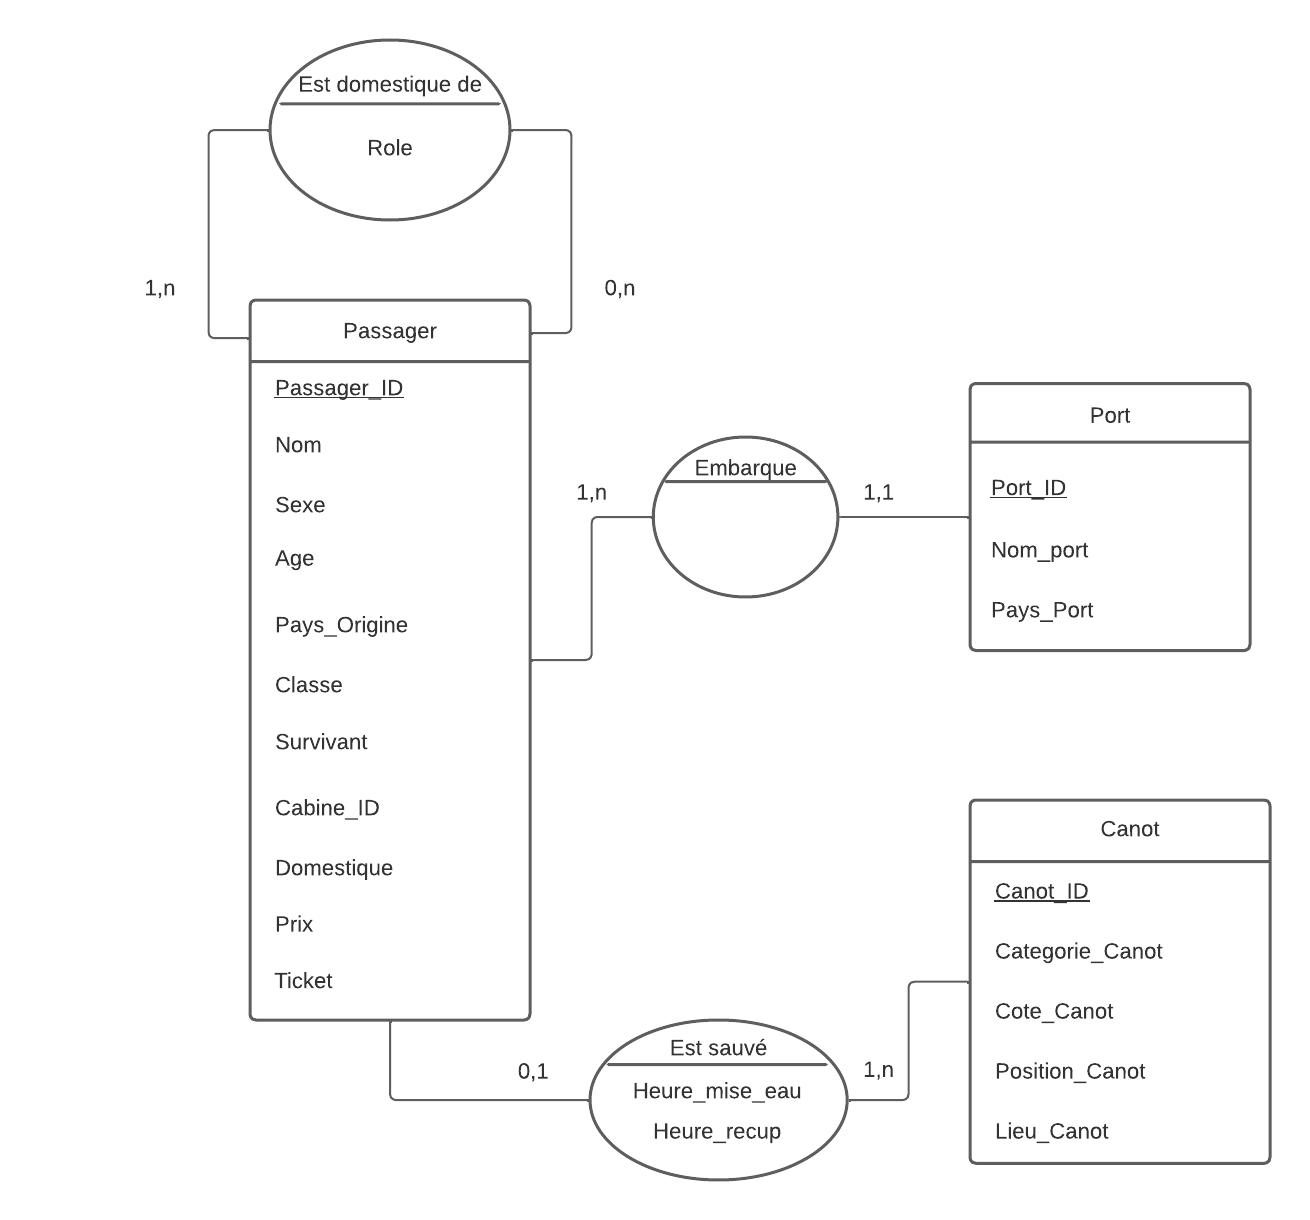 Est domestique de
Role
1,n
0,n
Passager
Passager_ID
Nom
Sexe
Age
Pays_Origine
Classe
Survivant
Cabine_ID
Domestique
Prix
Ticket
1,n
Embarque
1,1
Port
Port_ID
Nom_port
Pays_Port
Canot
Canot_ID
Categorie_Canot
Cote_Canot
Position_Canot
Lieu_Canot
0,1
Est sauvé
Heure_mise_eau
Heure_recup
1,n